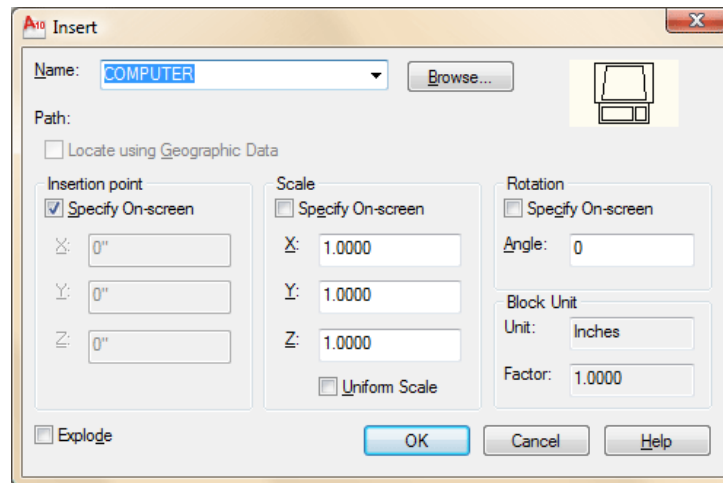 A10 Insert
Name: COMPUTER Browse...
Path:
Locate using Geographic Data
Insertion point
Specify On-screen
X: 0"
Y: 0"
Z: 0"
Scale
Specify On-screen
X: 1.0000
Y: 1.0000
Z: 1.0000
Uniform Scale
Rotation
Specify On-screen
Angle: 0
Block Unit
Unit: Inches
Factor: 1.0000
Explode
OK Cancel Help